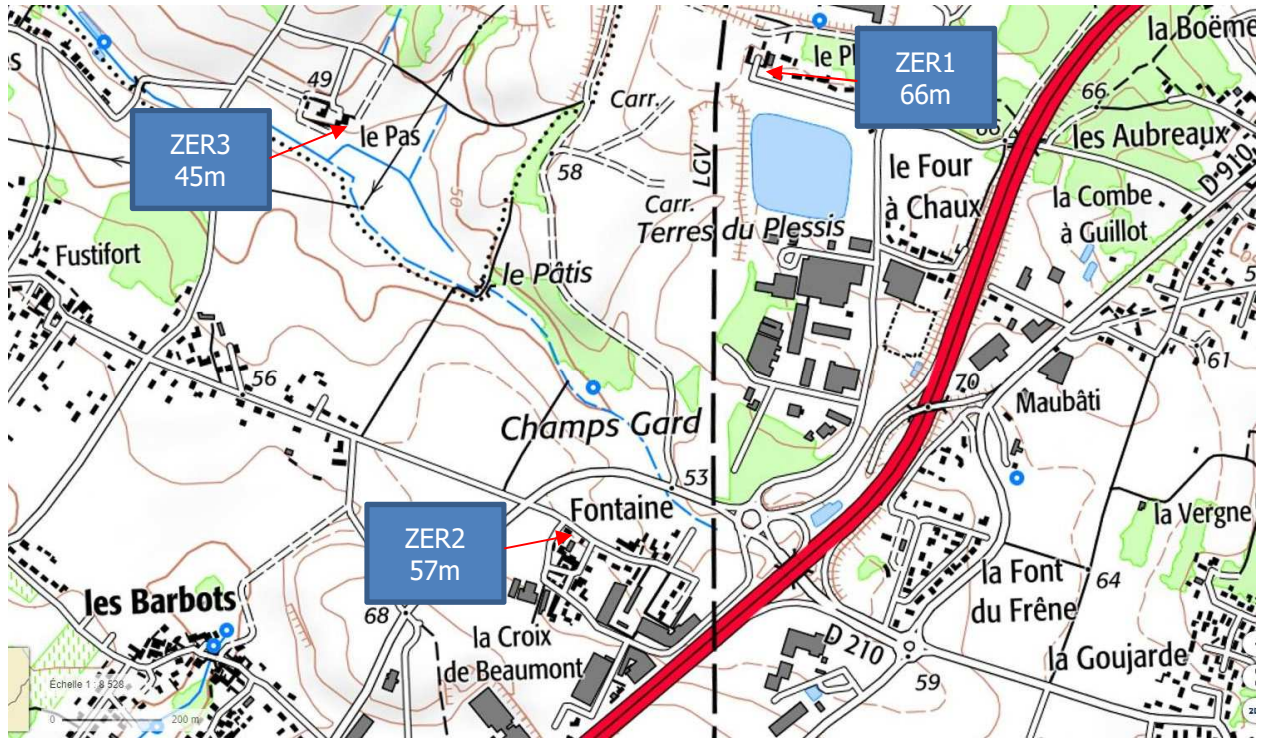 la Boëme
le Pl
ZER1
66m
49
Carr.
66
66
ZER3
45m
le Pas
les Aubreaux
58
LGV
le Four
à Chaux
D 910
la Combe
à Guillot
50
Carr.
Terres du Plessis
Fustifort
le Pâtis
61
56
70
Maubâti
Champs Gard
53
Fontaine
ZER2
57m
la Vergne
la Font
du Frêne
64
les Barbots
68
la Croix
de Beaumont
D 210
la Goujarde
59
Échelle 1 : 8 528
0 200 m